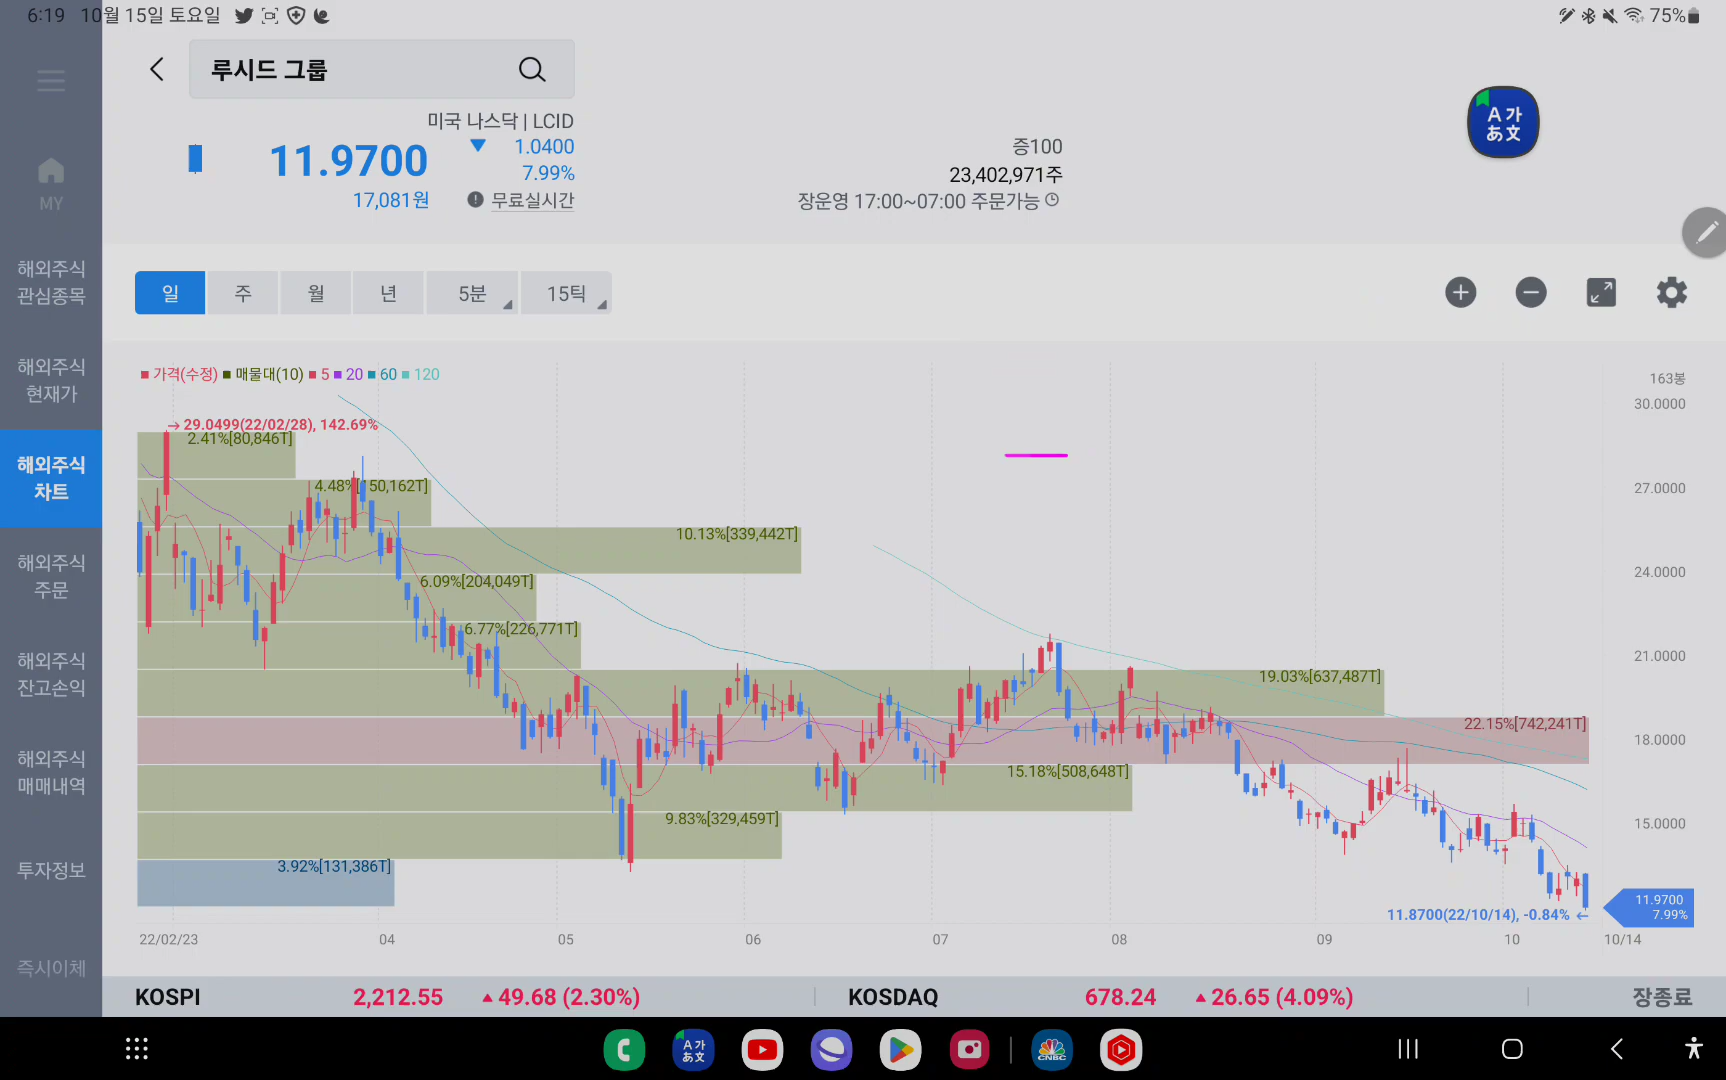 6:19 10월 15일 토요일
75%
루시드 그룹
미국 나스닥 | LCID
11.9700
▼ 1.0400
7.99%
17,081원
무료실시간
증100
23,402,971주
장운영 17:00~07:00 주문가능
A 가
あ 文
MY
해외주식
관심종목
해외주식
현재가
해외주식
차트
해외주식
주문
해외주식
잔고손익
해외주식
매매내역
투자정보
즉시이체
일 주 월 년 5분 15틱
가격(수정) 매물대(10) 5 20 60 120
163봉
30.0000
27.0000
24.0000
21.0000
18.0000
15.0000
→ 29.0499(22/02/28), 142.69%
2.41%[80,846T]
4.48%[150,162T]
10.13%[339,442T]
6.09%[204,049T]
6.77%[226,771T]
19.03%[637,487T]
22.15%[742,241T]
15.18%[508,648T]
9.83%[329,459T]
3.92%[131,386T]
11.9700
7.99%
11.8700(22/10/14), -0.84% ←
22/02/23 04 05 06 07 08 09 10 10/14
KOSPI 2,212.55 ▲ 49.68 (2.30%) KOSDAQ 678.24 ▲ 26.65 (4.09%) 장종료
A 가
あ 文
CNBC